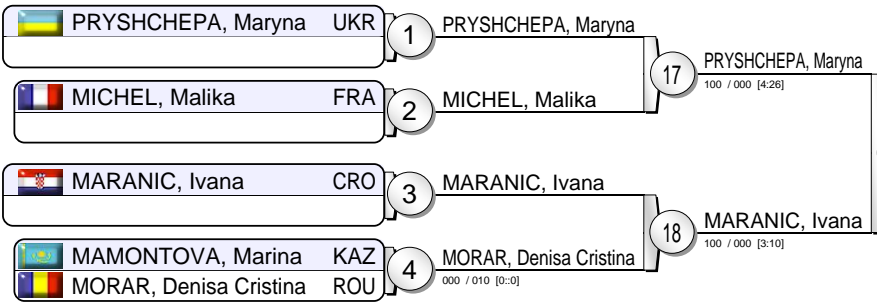 PRYSHCHEPA, Maryna UKR
1
PRYSHCHEPA, Maryna
MICHEL, Malika FRA
2
MICHEL, Malika
17
PRYSHCHEPA, Maryna
100 / 000 [4:26]
MARANIC, Ivana CRO
3
MARANIC, Ivana
MAMONTOVA, Marina KAZ
MORAR, Denisa Cristina ROU
4
MORAR, Denisa Cristina
000 / 010 [0::0]
18
MARANIC, Ivana
100 / 000 [3:10]